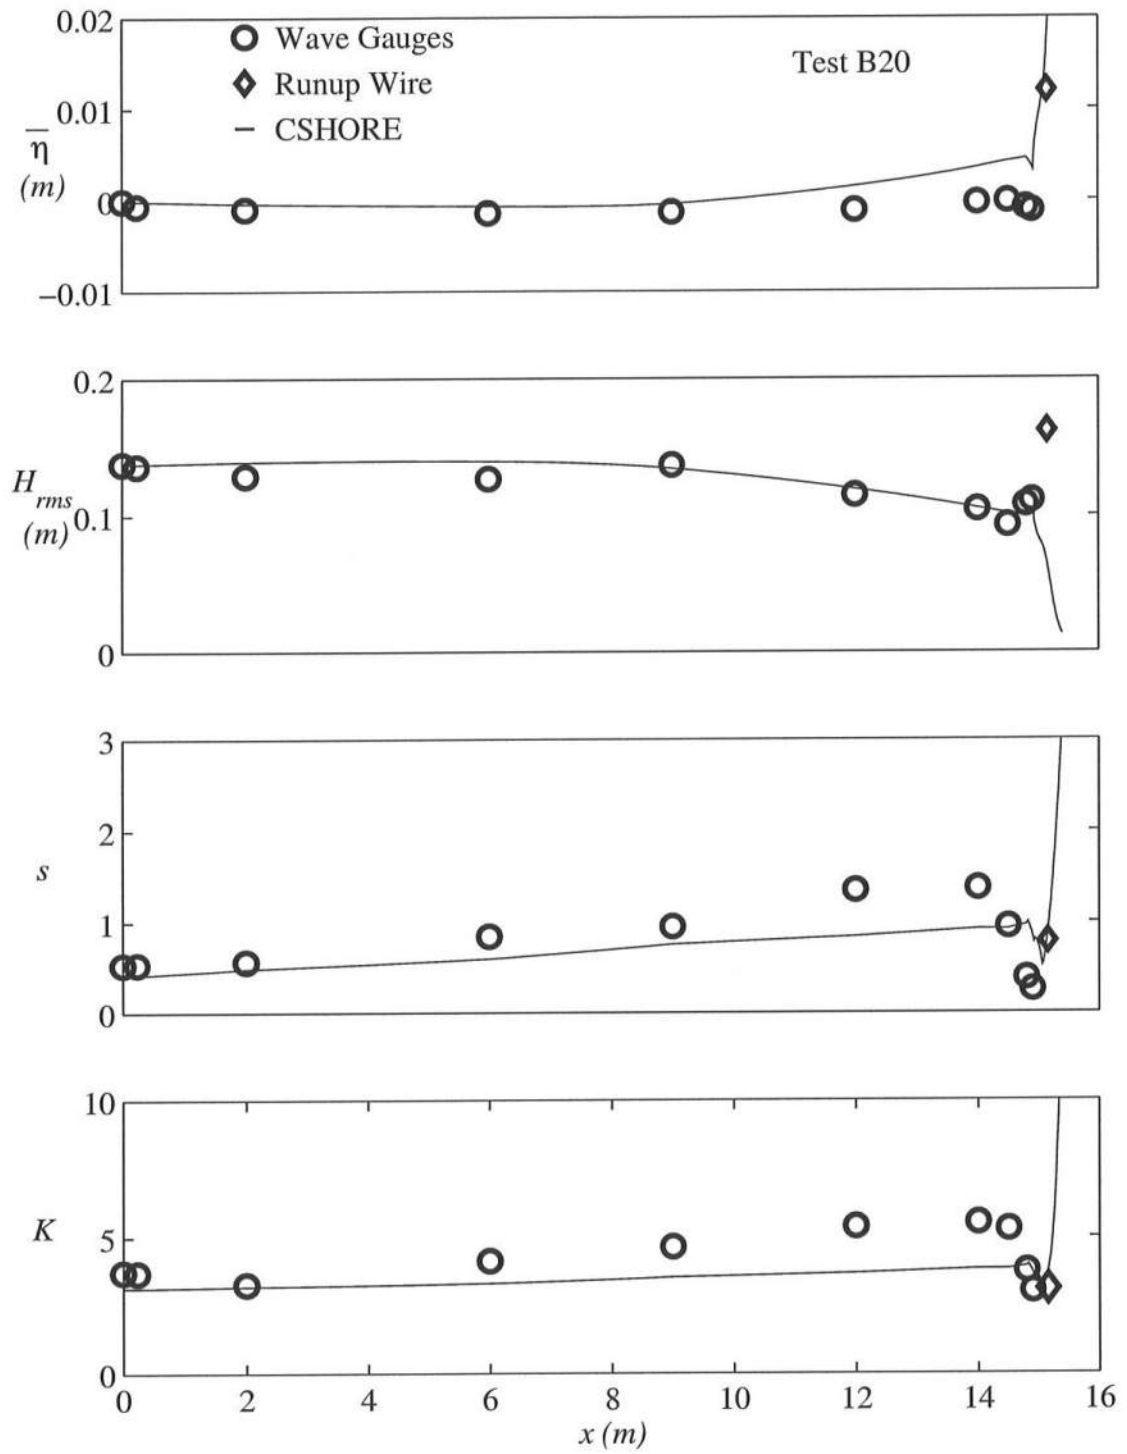 0.02
Wave Gauges
Test B20
Runup Wire
0.01
CSHORE
η̅
(m)
0
−0.01
0.2
H_rms
(m)
0.1
0
3
2
s
1
0
10
K
5
0
0 2 4 6 8 10 12 14 16
x (m)